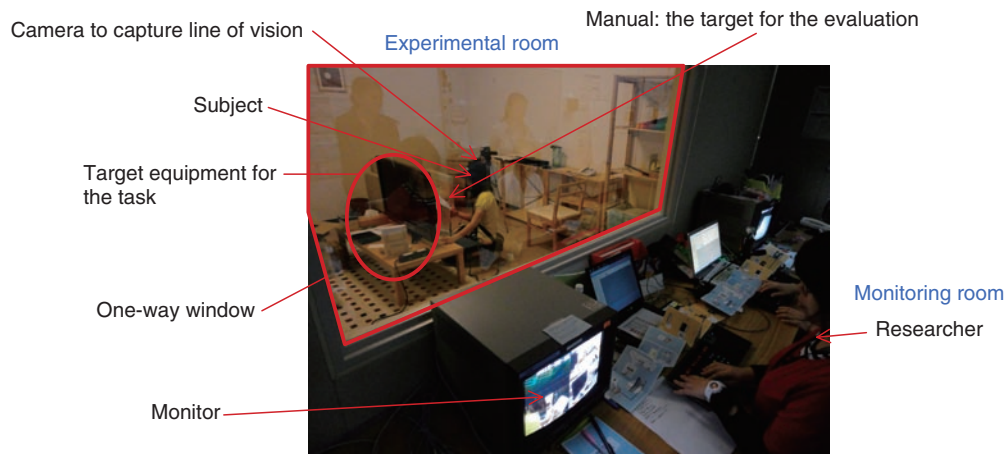 Manual: the target for the evaluation
Camera to capture line of vision
Experimental room
Subject
Target equipment for
the task
One-way window
Monitoring room
Researcher
Monitor